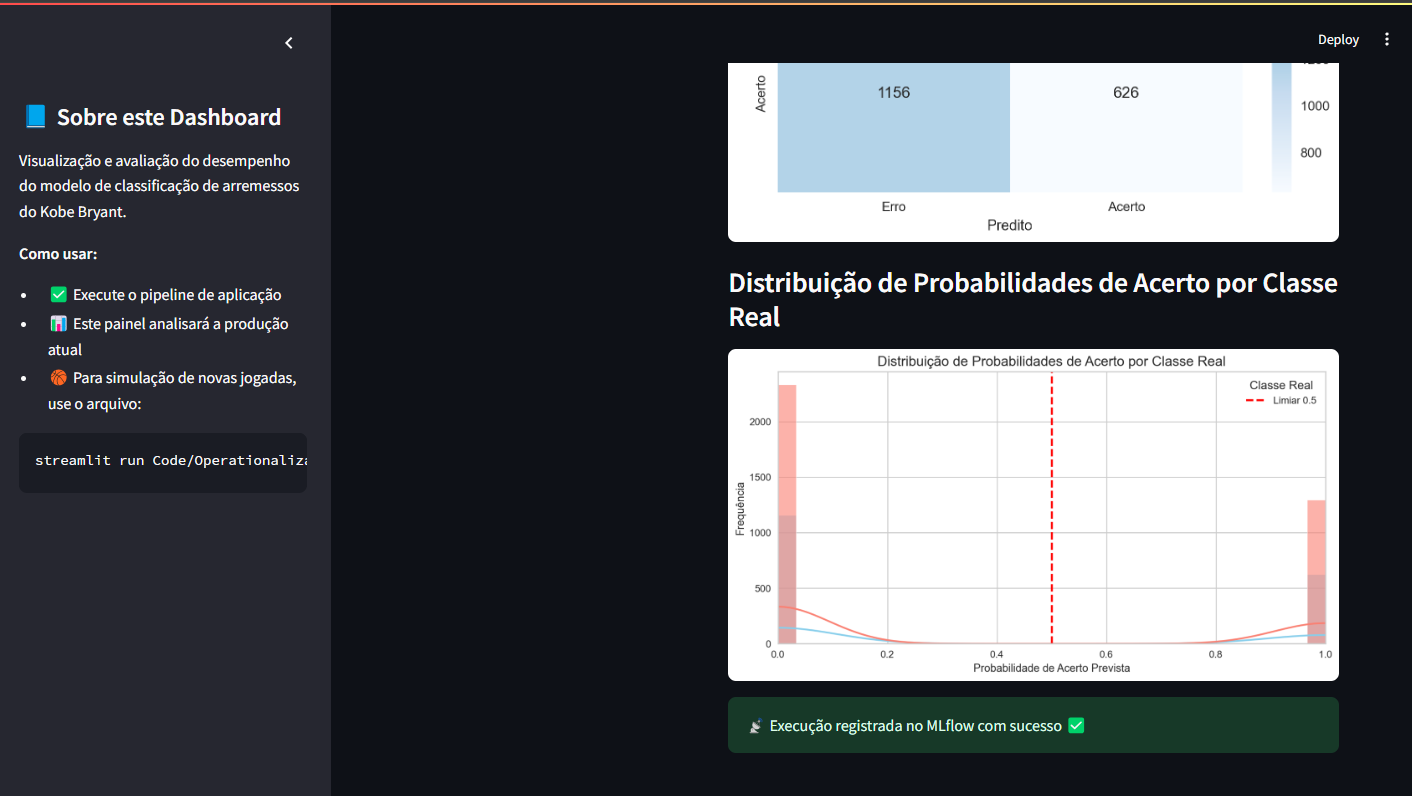 Deploy
📘 Sobre este Dashboard
Visualização e avaliação do desempenho
do modelo de classificação de arremessos
do Kobe Bryant.
Como usar:
✅ Execute o pipeline de aplicação
📊 Este painel analisará a produção
atual
🏀 Para simulação de novas jogadas,
use o arquivo:
streamlit run Code/Operationaliza
Acerto
1156
626
1000
800
Erro
Acerto
Predito
Distribuição de Probabilidades de Acerto por Classe
Real
Distribuição de Probabilidades de Acerto por Classe Real
Classe Real
Limiar 0.5
Frequência
2000
1500
1000
500
0
0.0
0.2
0.4
0.6
0.8
1.0
Probabilidade de Acerto Prevista
📡 Execução registrada no MLflow com sucesso ✅